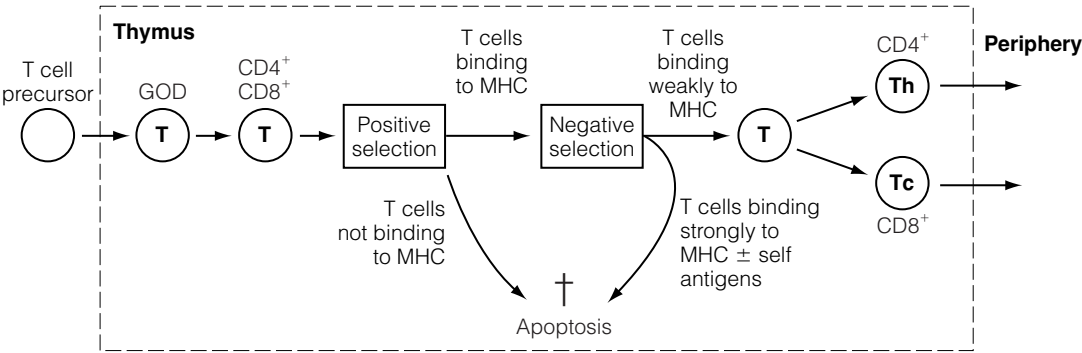 Thymus
Periphery
T cell
precursor
GOD
T
CD4+
CD8+
T
Positive
selection
T cells
binding
to MHC
T cells
not binding
to MHC
Negative
selection
T cells
binding
weakly to
MHC
T cells binding
strongly to
MHC ± self
antigens
†
Apoptosis
T
CD4+
Th
Tc
CD8+